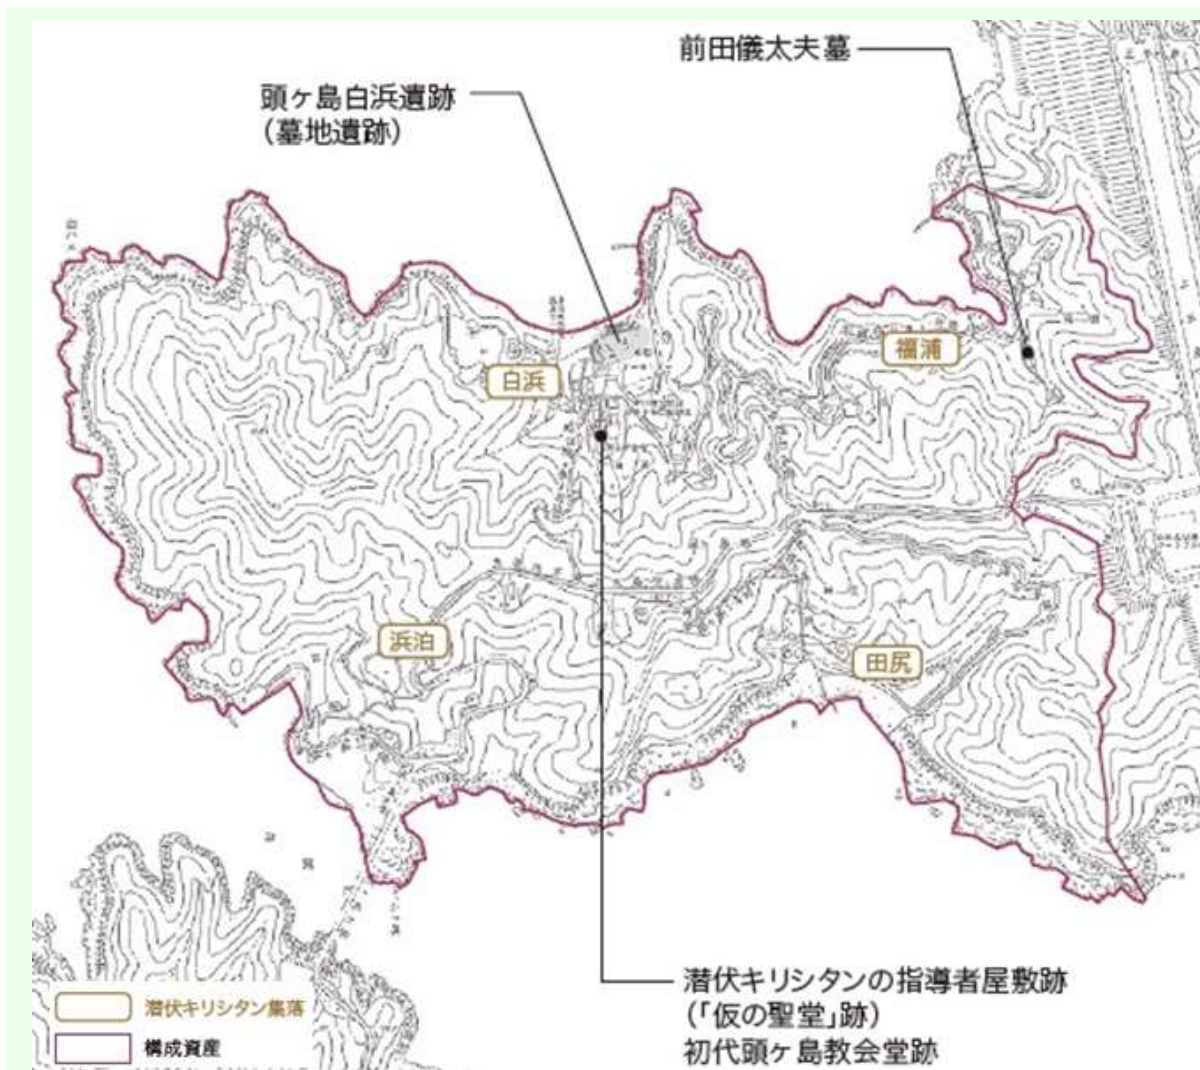 前田儀太夫墓
頭ヶ島白浜遺跡
（墓地遺跡）
福浦
白浜
浜泊
田尻
潜伏キリシタンの指導者屋敷跡
（「仮の聖堂」跡）
初代頭ヶ島教会堂跡
潜伏キリシタン集落
構成資産